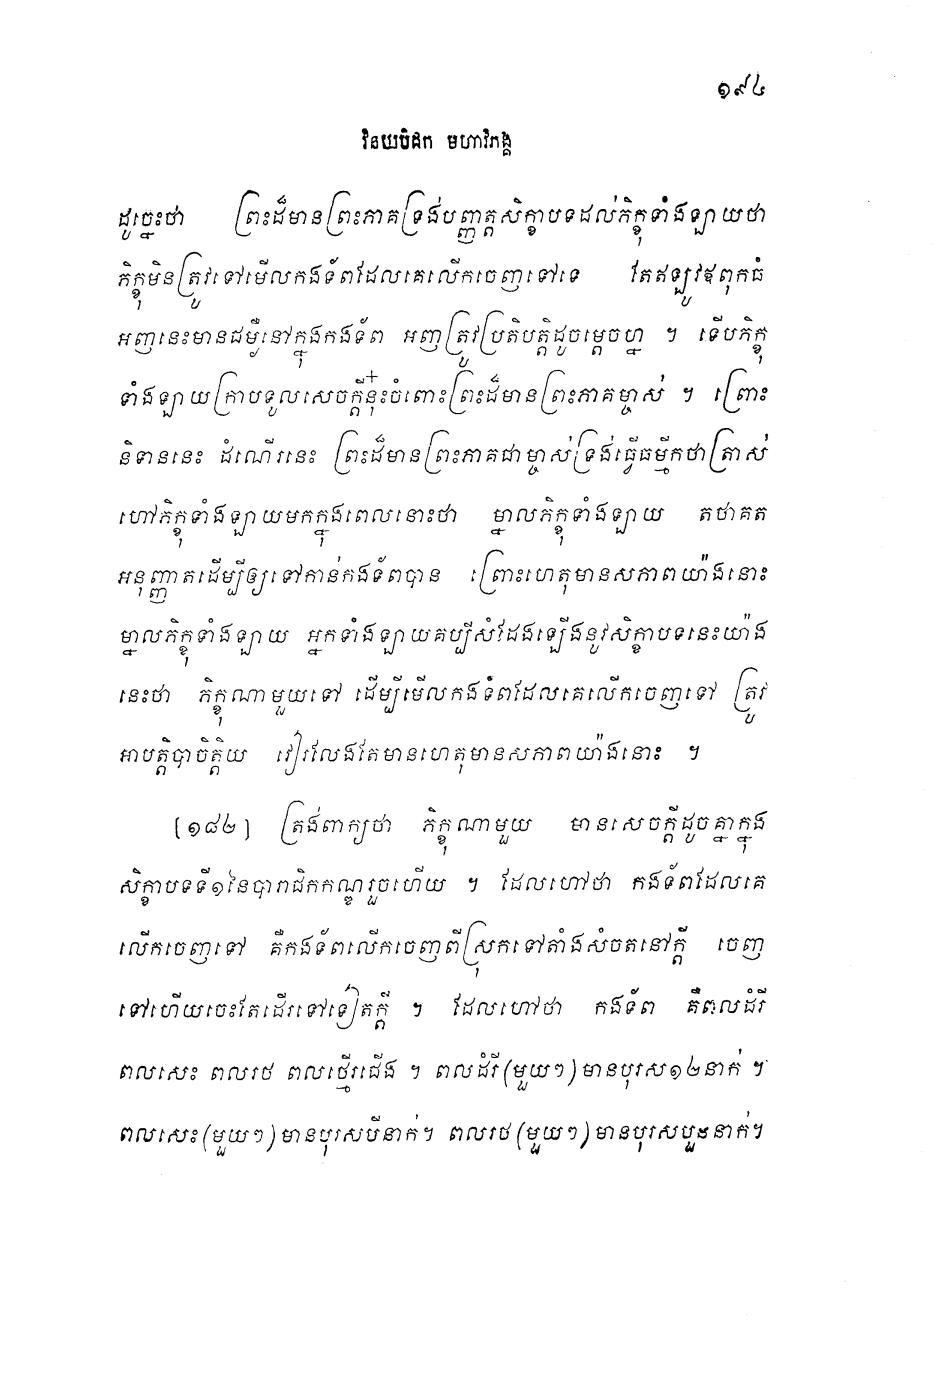 ១៩៤
វិនយបិដក មហាវិភង្គ
ដូច្នេះថា ព្រះដ៏មានព្រះភាគទ្រង់បញ្ញត្តសិក្ខាបទដល់ភិក្ខុទាំងឡាយថា
ភិក្ខុមិនត្រូវទៅមើលកងទ័ពដែលគេលើកចេញទៅទេ តែឥឡូវឪពុកធំ
អញនេះមានជម្ងឺនៅក្នុងកងទ័ព អញត្រូវប្រតិបត្តិដូចម្តេចហ្ន ។ ទើបភិក្ខុ
ទាំងឡាយក្រាបទូលសេចក្តីនុ៎ះចំពោះព្រះដ៏មានព្រះភាគម្ចាស់ ។ ព្រោះ
និទាននេះ ដំណើរនេះ ព្រះដ៏មានព្រះភាគជាម្ចាស់ទ្រង់ធ្វើធម្មីកថាត្រាស់
ហៅភិក្ខុទាំងឡាយមកក្នុងពេលនោះថា ម្នាលភិក្ខុទាំងឡាយ តថាគត
អនុញ្ញាតដើម្បីឲ្យទៅកាន់កងទ័ពបាន ព្រោះហេតុមានសភាពយ៉ាងនោះ
ម្នាលភិក្ខុទាំងឡាយ អ្នកទាំងឡាយគប្បីសំដែងឡើងនូវសិក្ខាបទនេះយ៉ាង
នេះថា ភិក្ខុណាមួយទៅ ដើម្បីមើលកងទ័ពដែលគេលើកចេញទៅ ត្រូវ
អាបត្តិបាចិត្តិយ វៀរលែងតែមានហេតុមានសភាពយ៉ាងនោះ ។
[១៨៤] ត្រង់ពាក្យថា ភិក្ខុណាមួយ មានសេចក្តីដូចគ្នាក្នុង
សិក្ខាបទទី១នៃបារាជិកកណ្ឌរួចហើយ ។ ដែលហៅថា កងទ័ពដែលគេ
លើកចេញទៅ គឺកងទ័ពលើកចេញពីស្រុកទៅតាំងសំចតនៅក្តី ចេញ
ទៅហើយចេះតែដើរទៅទៀតក្តី ។ ដែលហៅថា កងទ័ព គឺពលដំរី
ពលសេះ ពលរថ ពលថ្មើរជើង ។ ពលដំរី(មួយៗ)មានបុរស១២នាក់ ។
ពលសេះ(មួយៗ)មានបុរសបីនាក់។ ពលរថ(មួយៗ)មានបុរសបួននាក់។